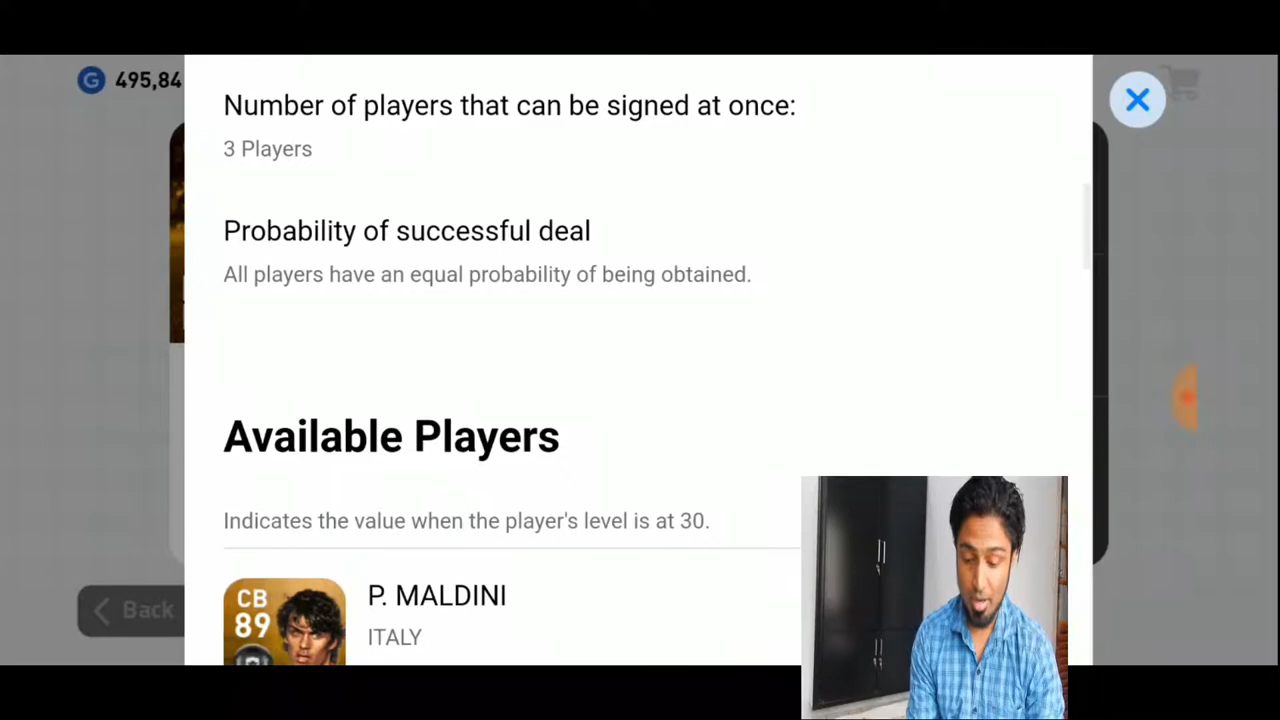 G 495,84
Number of players that can be signed at once:
3 Players
Probability of successful deal
All players have an equal probability of being obtained.
Available Players
Indicates the value when the player's level is at 30.
CB
89
P. MALDINI
ITALY
Back